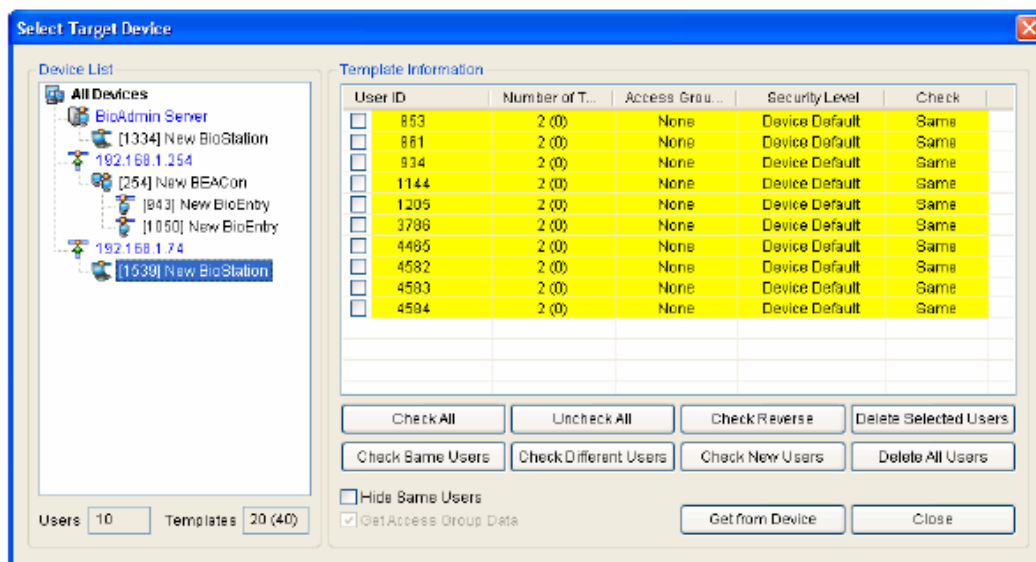 Select Target Device
Device List
All Devices
BioAdmin Server
[1334] New BioStation
192.168.1.254
[254] New BEACon
[943] New BioEntry
[1050] New BioEntry
192.168.1.74
[1539] New BioStation
Users 10 Templates 20 (40)
Template Information
User ID Number of T... Access Grou... Security Level Check
853 2 (0) None Device Default Same
861 2 (0) None Device Default Same
934 2 (0) None Device Default Same
1144 2 (0) None Device Default Same
1205 2 (0) None Device Default Same
3786 2 (0) None Device Default Same
4465 2 (0) None Device Default Same
4582 2 (0) None Device Default Same
4583 2 (0) None Device Default Same
4584 2 (0) None Device Default Same
Check All Uncheck All Check Reverse Delete Selected Users
Check Same Users Check Different Users Check New Users Delete All Users
Hide Same Users
Get Access Group Data Get from Device Close